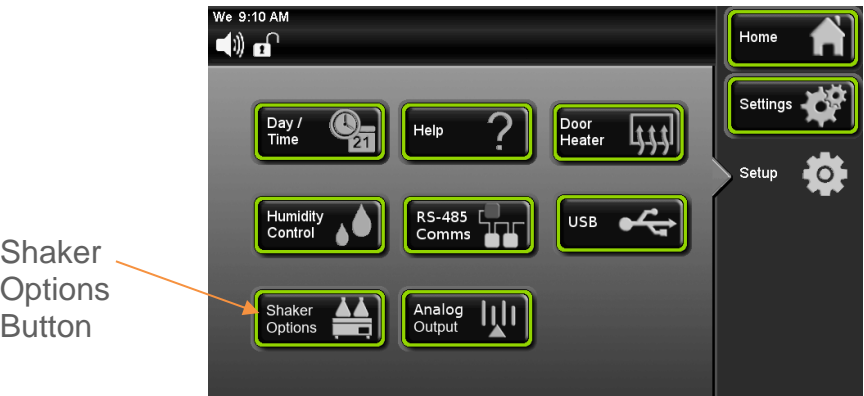 We 9:10 AM
Home
Settings
Setup
Day /
Time
21
Help
?
Door
Heater
Humidity
Control
RS-485
Comms
USB
Shaker
Options
Analog
Output
Shaker
Options
Button